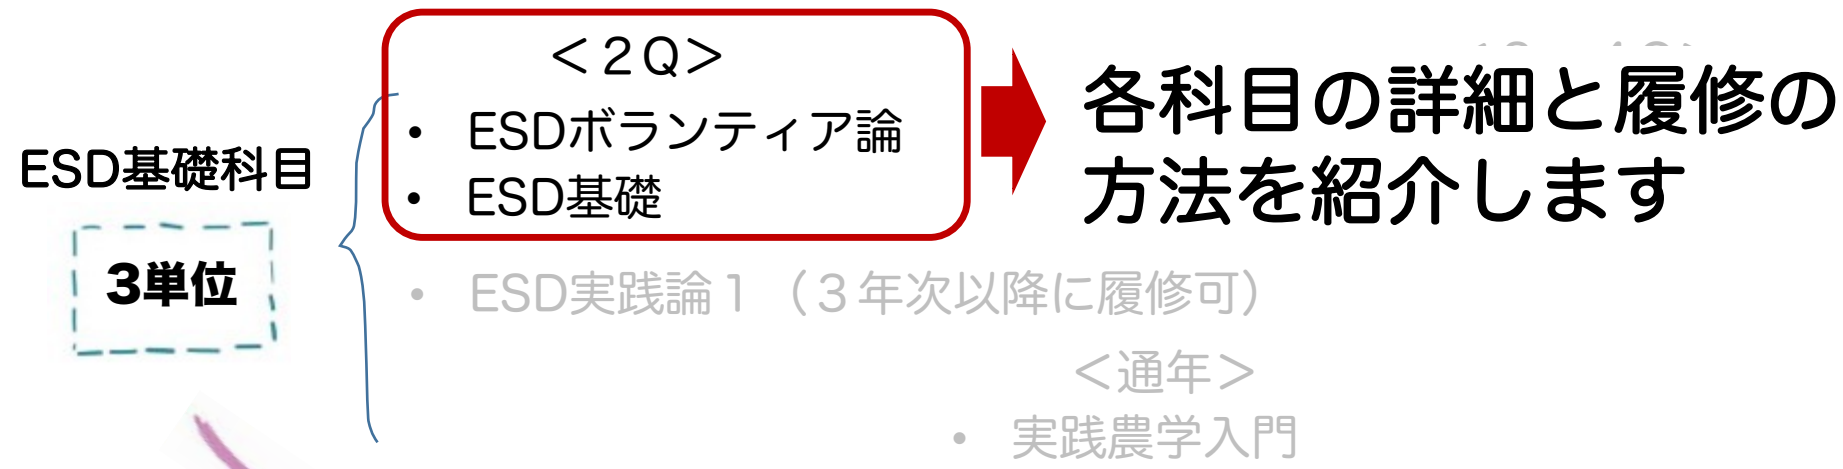 ＜２Q＞
• ESDボランティア論
• ESD基礎
各科目の詳細と履修の
方法を紹介します
ESD基礎科目
3単位
• ESD実践論１（３年次以降に履修可）
＜通年＞
• 実践農学入門